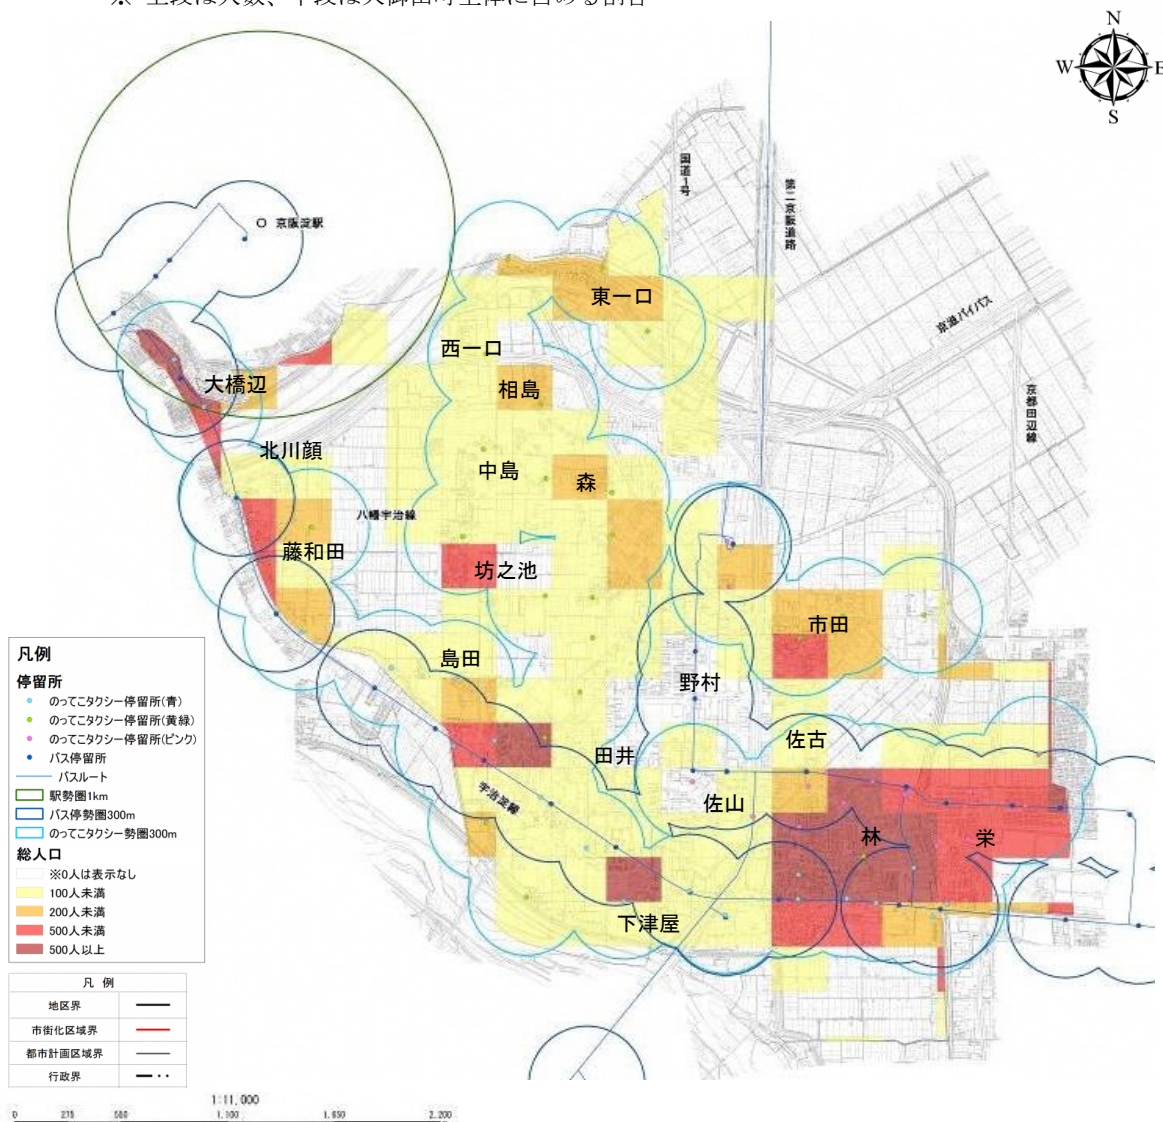 ※ 上段は人数、下段は久御山町全体に占める割合
N
W
E
S
国道1号
第二京阪道路
京阪淀駅
東一口
京滋バイパス
西一口
大橋辺
相島
京都田辺線
北川顔
中島
森
八幡宇治線
藤和田
坊之池
市田
島田
野村
佐古
田井
宇治淀線
佐山
林
栄
下津屋
凡例
停留所
のってこタクシー停留所(青)
のってこタクシー停留所(黄緑)
のってこタクシー停留所(ピンク)
バス停留所
バスルート
駅勢圏1km
バス停勢圏300m
のってこタクシー勢圏300m
総人口
※0人は表示なし
100人未満
200人未満
500人未満
500人以上
凡 例
地区界
市街化区域界
都市計画区域界
行政界
1:11,000
0 275 550 1,100 1,650 2,200